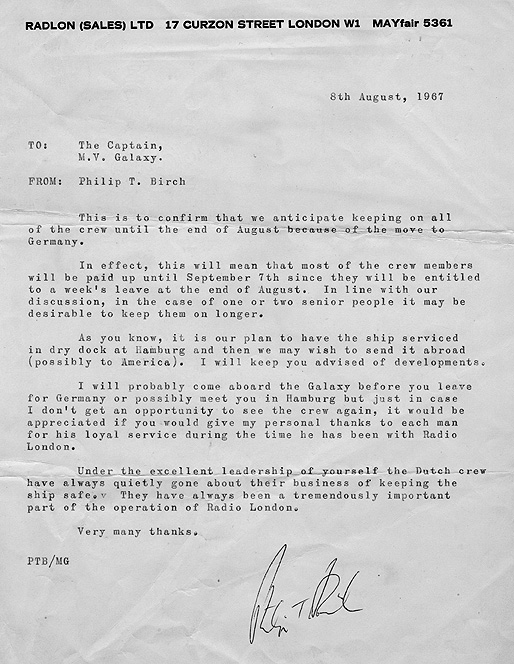 RADLON (SALES) LTD 17 CURZON STREET LONDON W1 MAYfair 5361
8th August, 1967
TO: The Captain,
M.V. Galaxy.
FROM: Philip T. Birch
This is to confirm that we anticipate keeping on all
of the crew until the end of August because of the move to
Germany.
In effect, this will mean that most of the crew members
will be paid up until September 7th since they will be entitled
to a week's leave at the end of August. In line with our
discussion, in the case of one or two senior people it may be
desirable to keep them on longer.
As you know, it is our plan to have the ship serviced
in dry dock at Hamburg and then we may wish to send it abroad
(possibly to America). I will keep you advised of developments.
I will probably come aboard the Galaxy before you leave
for Germany or possibly meet you in Hamburg but just in case
I don't get an opportunity to see the crew again, it would be
appreciated if you would give my personal thanks to each man
for his loyal service during the time he has been with Radio
London.
Under the excellent leadership of yourself the Dutch crew
have always quietly gone about their business of keeping the
ship safe. They have always been a tremendously important
part of the operation of Radio London.
Very many thanks.
PTB/MG
Philip T Birch